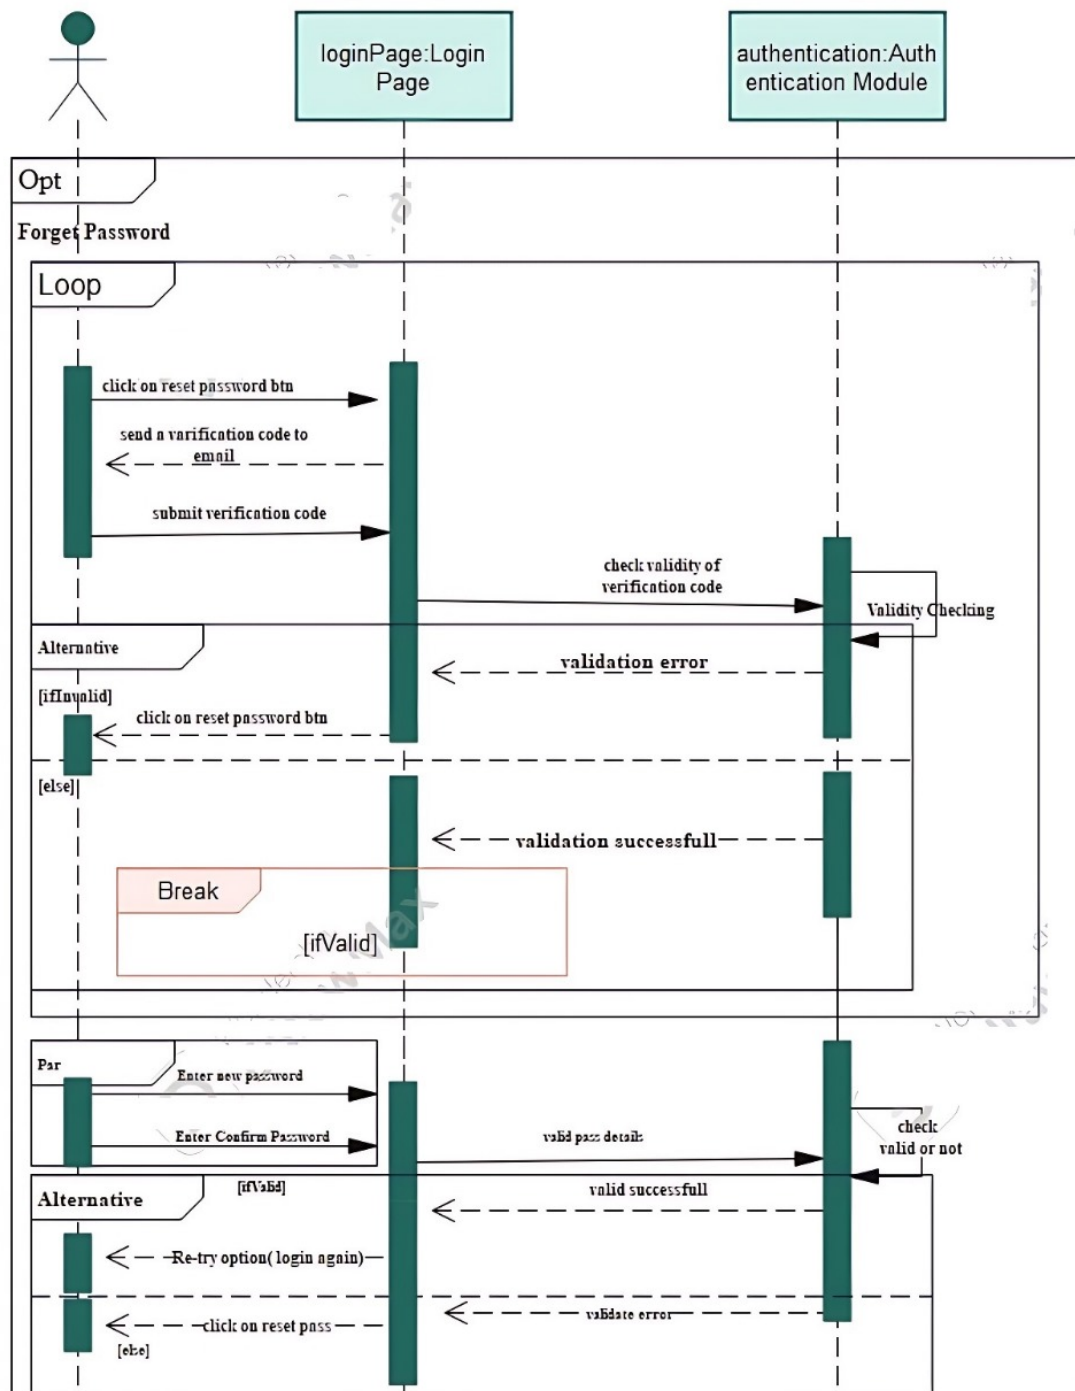 loginPage:Login
Page
authentication:Auth
entication Module
Opt
Forget Password
Loop
click on reset password btn
send a varification code to
email
submit verification code
check validity of
verification code
Validity Checking
Alternative
validation error
[ifInvalid]
click on reset password btn
[else]
validation successfull
Break
[ifValid]
Par
Enter new password
Enter Confirm Password
valid pass details
check
valid or not
[ifValid]
Alternative
valid successfull
Re-try option( login again)
validate error
click on reset pass
[else]